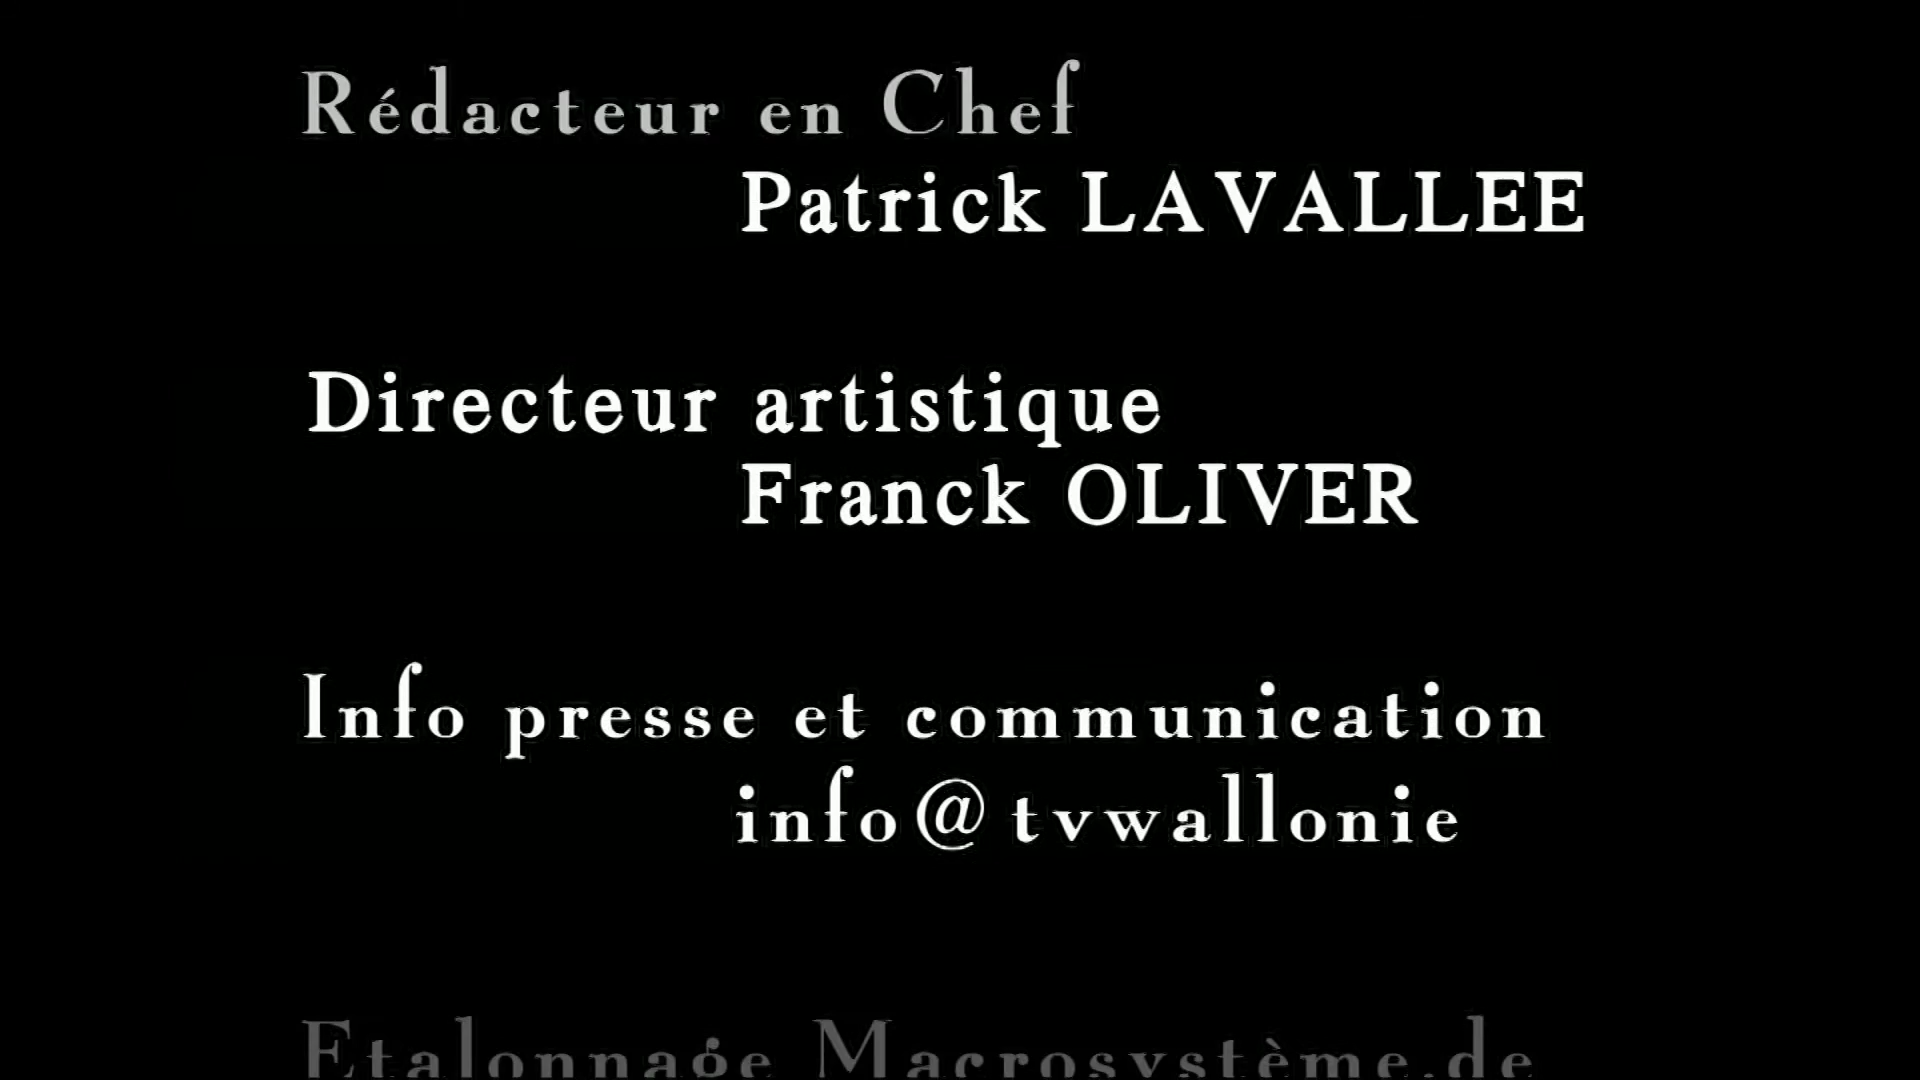 Rédacteur en Chef
Patrick LAVALLEE
Directeur artistique
Franck OLIVER
Info presse et communication
info@tvwallonie
Etalonnage Macrosystème.de